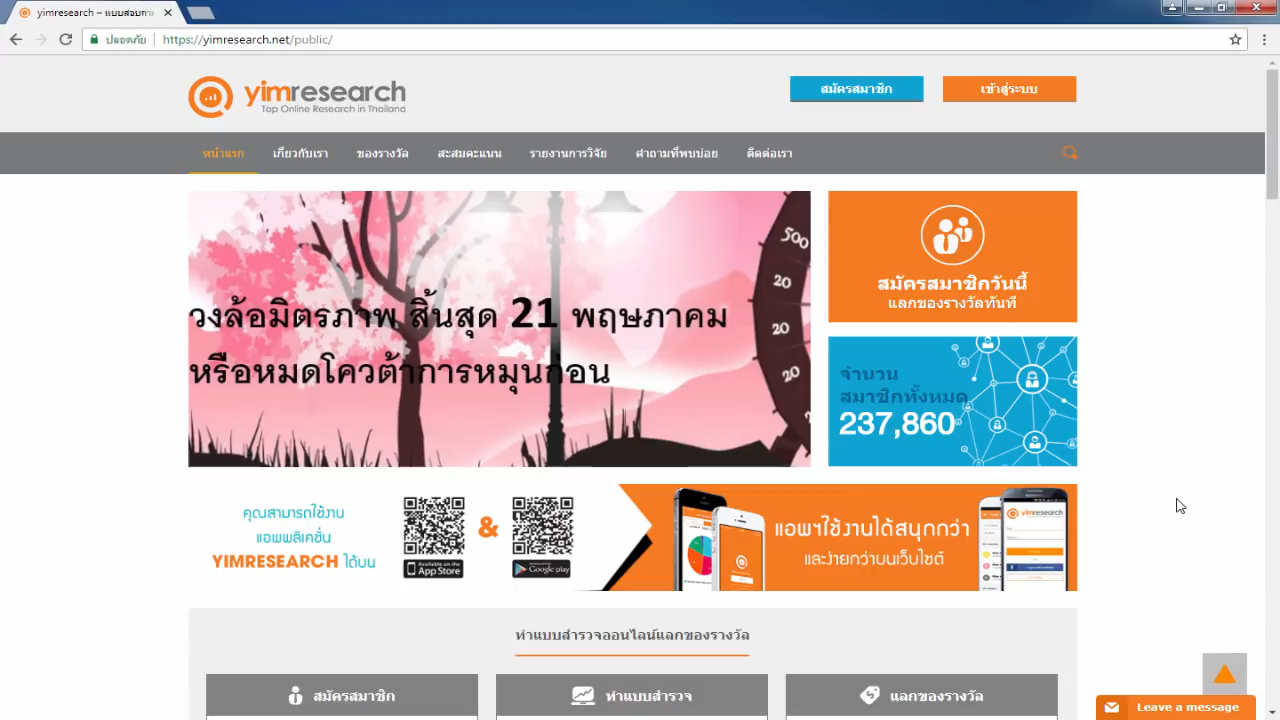 yimresearch – แบบสอบถา
ปลอดภัย
https://yimresearch.net/public/
yimresearch
Top Online Research in Thailand
สมัครสมาชิก
เข้าสู่ระบบ
หน้าแรก
เกี่ยวกับเรา
ของรางวัล
สะสมคะแนน
รายงานการวิจัย
คำถามที่พบบ่อย
ติดต่อเรา
วงล้อมิตรภาพ สิ้นสุด 21 พฤษภาคม
หรือหมดโควต้าการหมุนก่อน
500
20
20
20
สมัครสมาชิกวันนี้
แลกของรางวัลทันที
จำนวน
สมาชิกทั้งหมด
237,860
คุณสามารถใช้งาน
แอพพลิเคชั่น
YIMRESEARCH ได้บน
&
Available on the
App Store
Google play
แอพฯใช้งานได้สนุกกว่า
และง่ายกว่าบนเว็บไซต์
yimresearch
ทำแบบสำรวจออนไลน์แลกของรางวัล
สมัครสมาชิก
ทำแบบสำรวจ
แลกของรางวัล
Leave a message